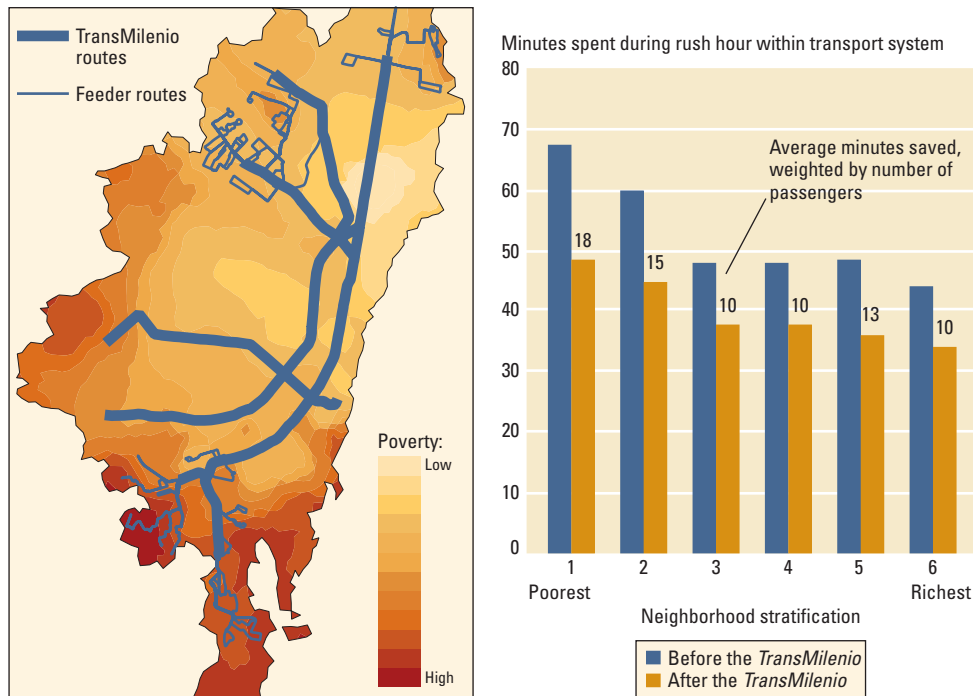 TransMilenio
routes
Feeder routes
Poverty:
Low
High
Minutes spent during rush hour within transport system
80
70
60
50
40
30
20
10
0
Average minutes saved,
weighted by number of
passengers
18
15
10
10
13
10
1
2
3
4
5
6
Poorest
Richest
Neighborhood stratification
Before the TransMilenio
After the TransMilenio